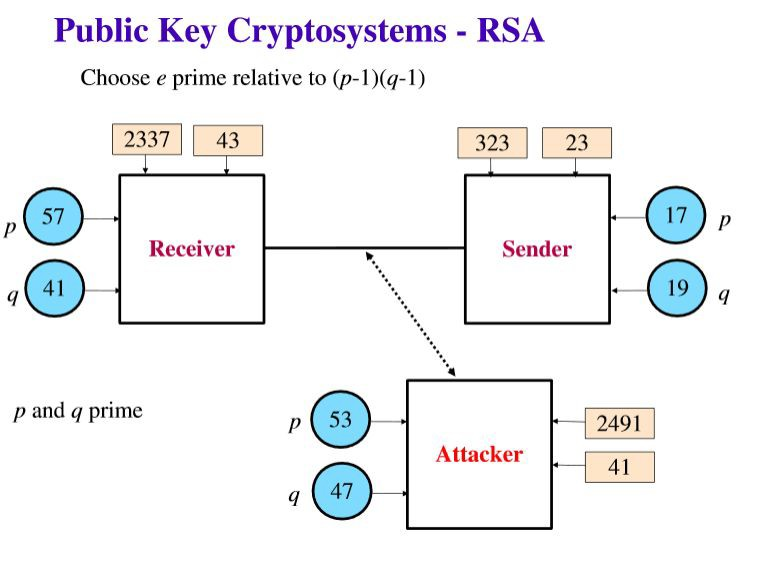 Public Key Cryptosystems - RSA
Choose e prime relative to (p-1)(q-1)
2337 43
323 23
p 57
q 41
Receiver
Sender
17 p
19 q
p and q prime
p 53
q 47
Attacker
2491
41